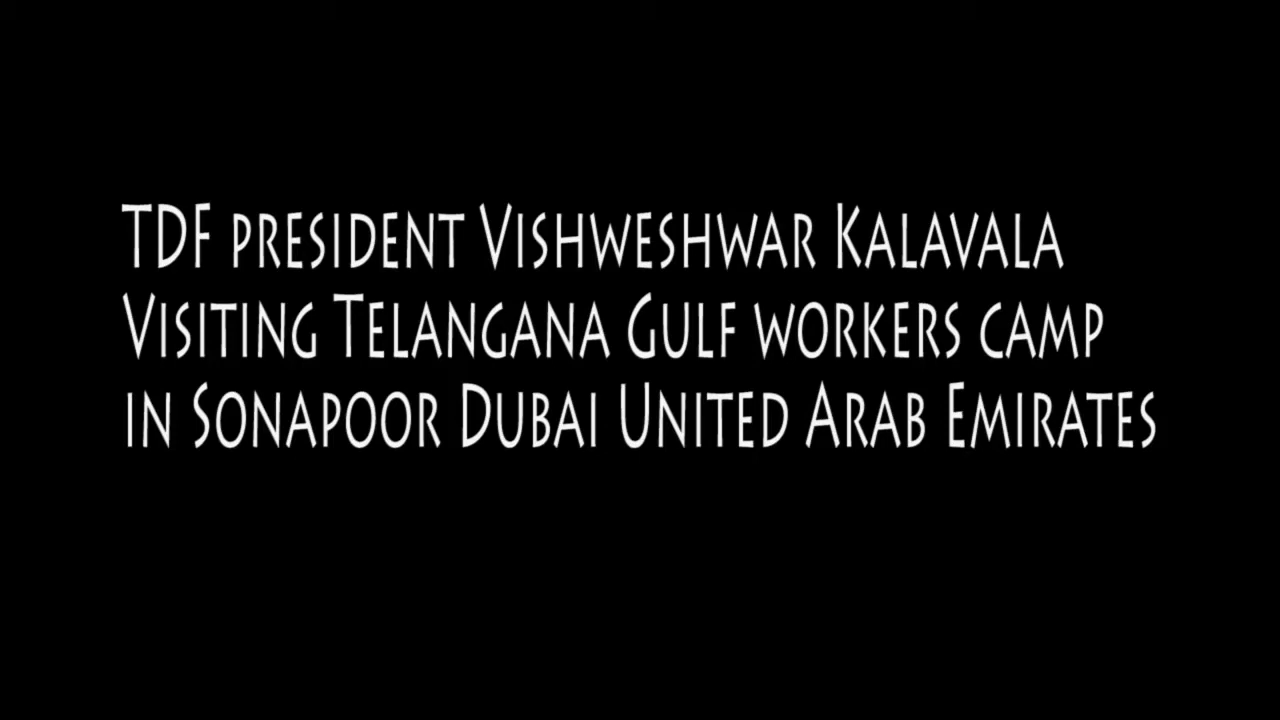 TDF president Vishweshwar Kalavala
Visiting Telangana Gulf workers camp
in Sonapoor Dubai United Arab Emirates